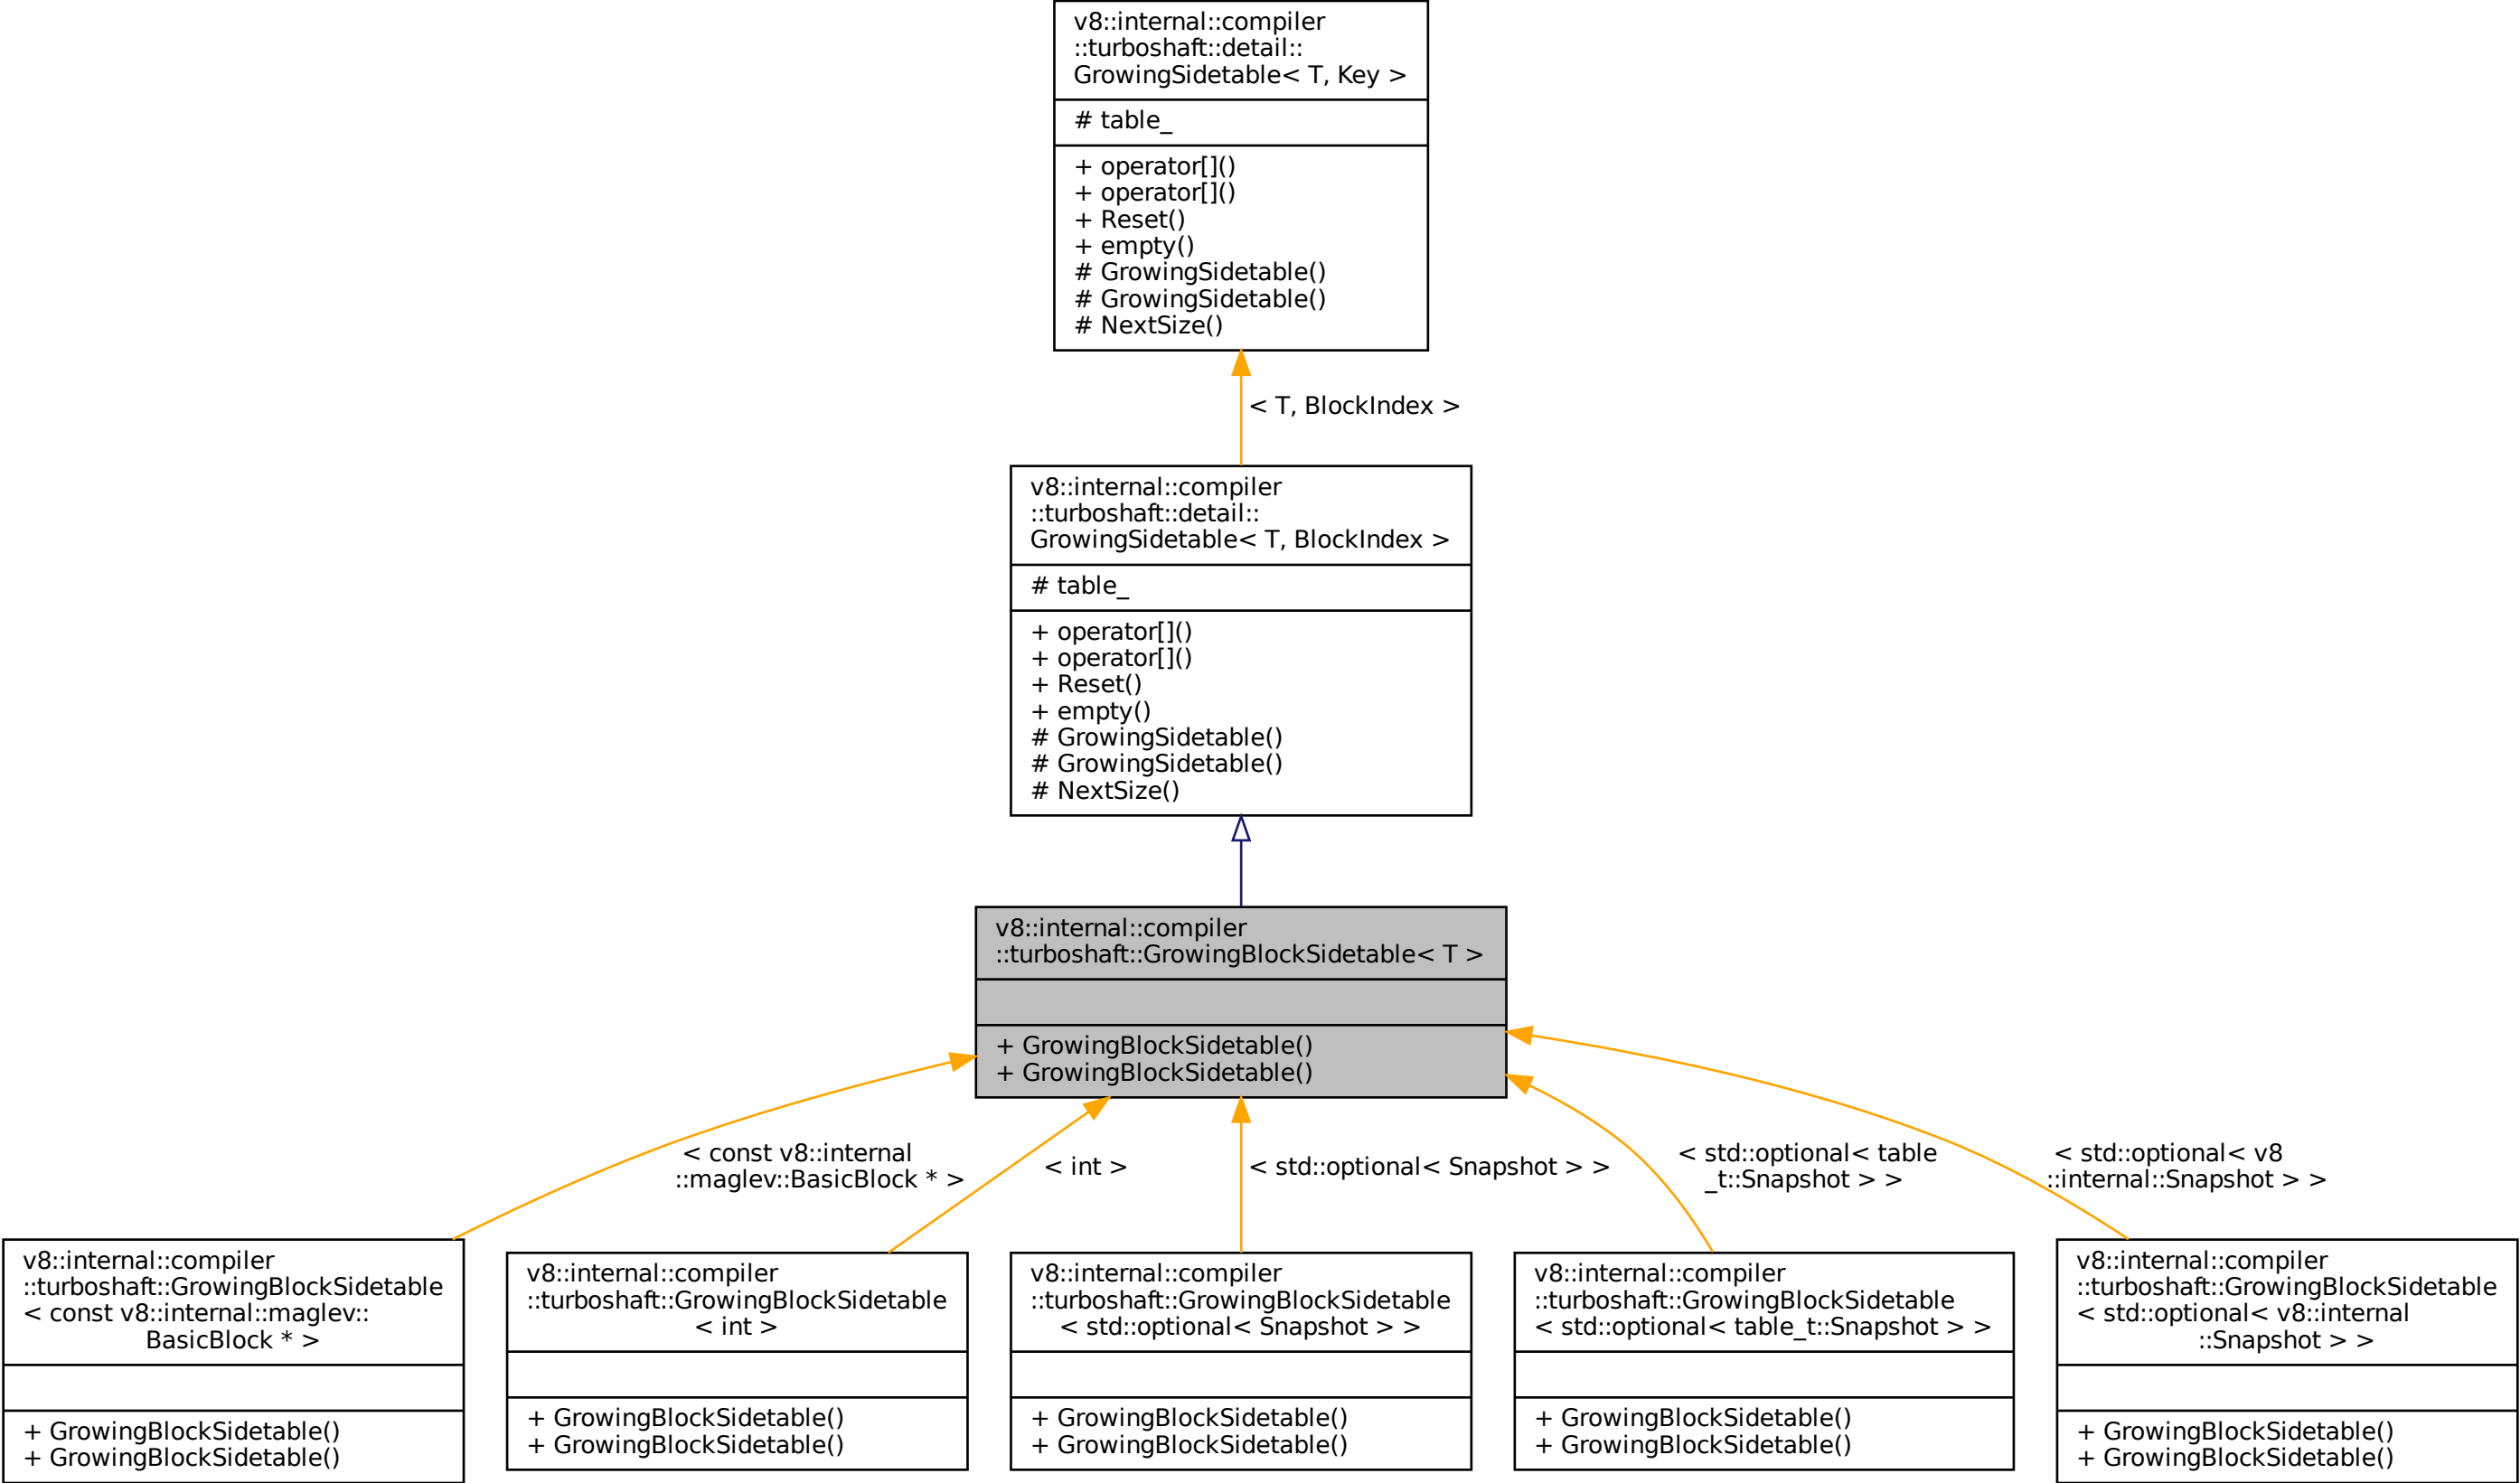 v8::internal::compiler
::turboshaft::detail::
GrowingSidetable< T, Key >
# table_
+ operator[]()
+ operator[]()
+ Reset()
+ empty()
# GrowingSidetable()
# GrowingSidetable()
# NextSize()
< T, BlockIndex >
v8::internal::compiler
::turboshaft::detail::
GrowingSidetable< T, BlockIndex >
# table_
+ operator[]()
+ operator[]()
+ Reset()
+ empty()
# GrowingSidetable()
# GrowingSidetable()
# NextSize()
v8::internal::compiler
::turboshaft::GrowingBlockSidetable< T >
+ GrowingBlockSidetable()
+ GrowingBlockSidetable()
< const v8::internal
::maglev::BasicBlock * >
< int >
< std::optional< Snapshot > >
< std::optional< table
_t::Snapshot > >
< std::optional< v8
::internal::Snapshot > >
v8::internal::compiler
::turboshaft::GrowingBlockSidetable
< const v8::internal::maglev::
BasicBlock * >
+ GrowingBlockSidetable()
+ GrowingBlockSidetable()
v8::internal::compiler
::turboshaft::GrowingBlockSidetable
< int >
+ GrowingBlockSidetable()
+ GrowingBlockSidetable()
v8::internal::compiler
::turboshaft::GrowingBlockSidetable
< std::optional< Snapshot > >
+ GrowingBlockSidetable()
+ GrowingBlockSidetable()
v8::internal::compiler
::turboshaft::GrowingBlockSidetable
< std::optional< table_t::Snapshot > >
+ GrowingBlockSidetable()
+ GrowingBlockSidetable()
v8::internal::compiler
::turboshaft::GrowingBlockSidetable
< std::optional< v8::internal
::Snapshot > >
+ GrowingBlockSidetable()
+ GrowingBlockSidetable()